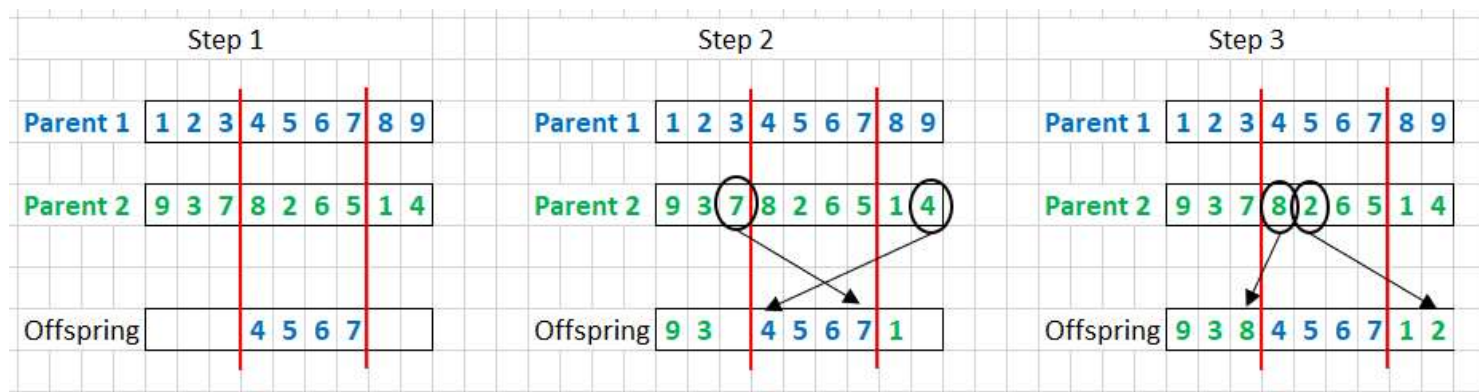 Step 1 Step 2 Step 3
Parent 1 1 2 3 4 5 6 7 8 9 Parent 1 1 2 3 4 5 6 7 8 9 Parent 1 1 2 3 4 5 6 7 8 9
Parent 2 9 3 7 8 2 6 5 1 4 Parent 2 9 3 7 8 2 6 5 1 4 Parent 2 9 3 7 8 2 6 5 1 4
Offspring 4 5 6 7 Offspring 9 3 4 5 6 7 1 Offspring 9 3 8 4 5 6 7 1 2